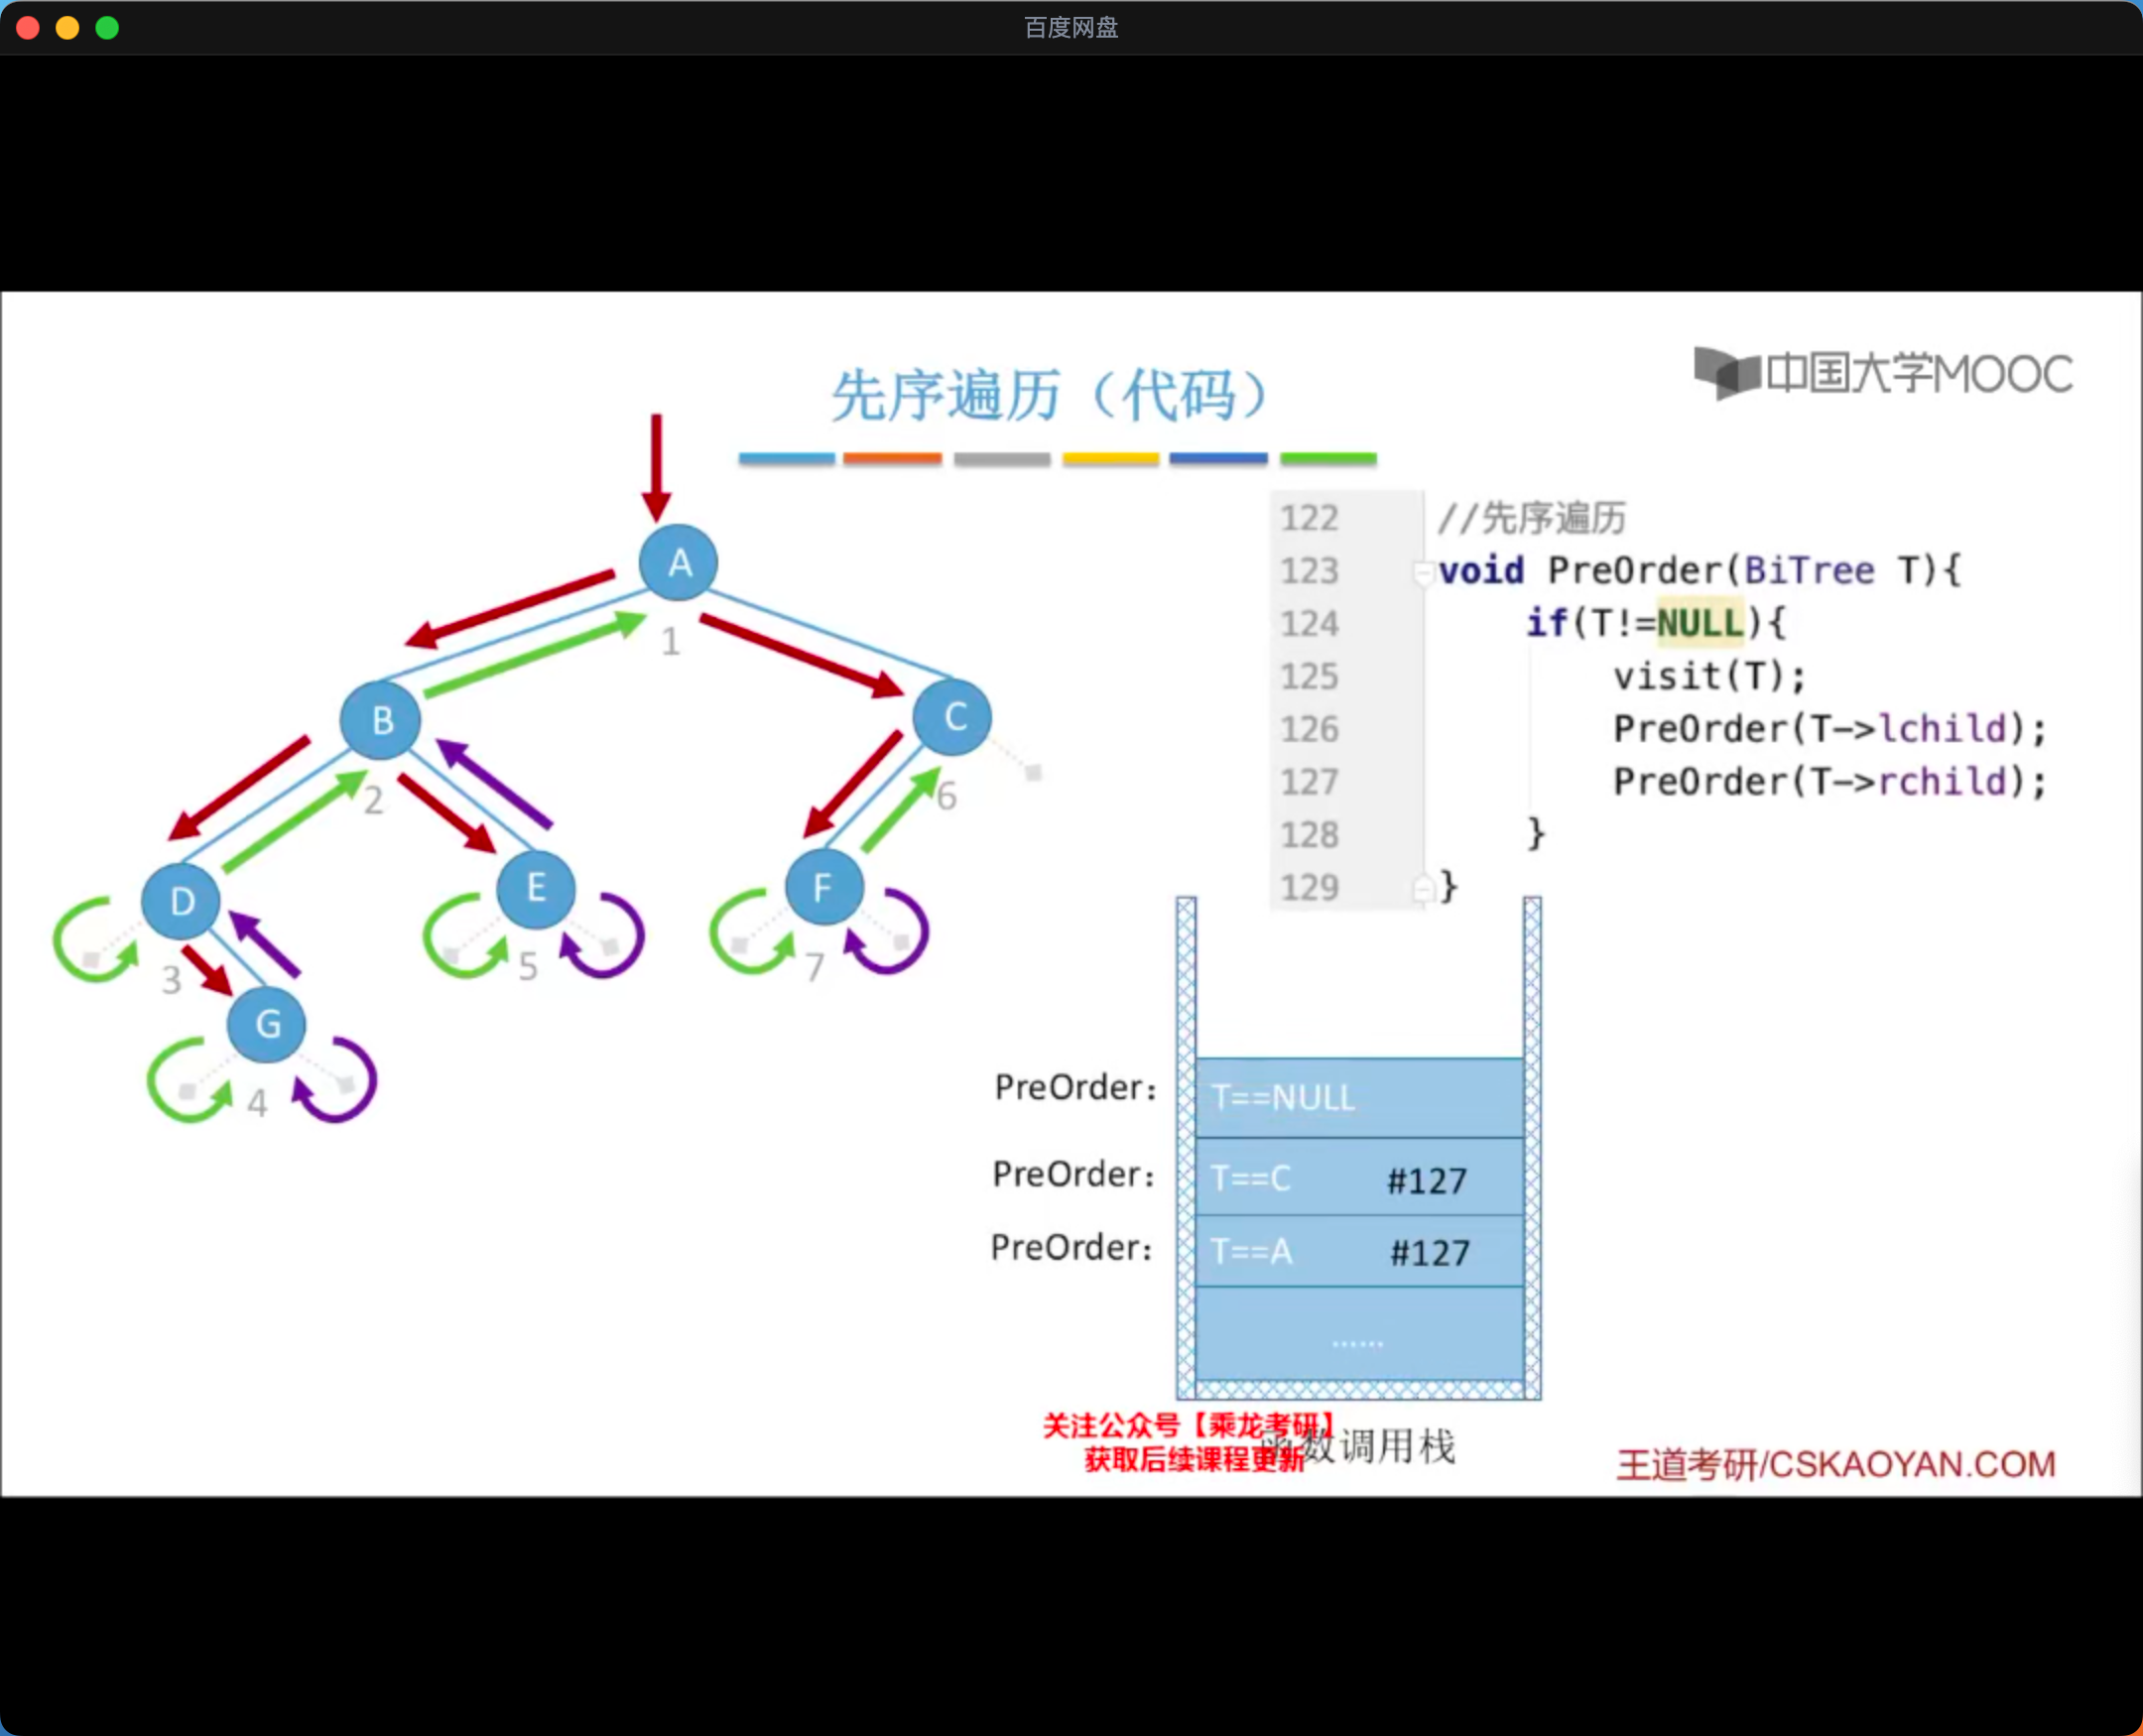 百度网盘
先序遍历（代码）
中国大学MOOC
A
1
B
2
C
6
D
3
E
5
F
7
G
4
122 //先序遍历
123 void PreOrder(BiTree T){
124 if(T!=NULL){
125 visit(T);
126 PreOrder(T->lchild);
127 PreOrder(T->rchild);
128 }
129 }
PreOrder: T==NULL
PreOrder: T==C #127
PreOrder: T==A #127
......
关注公众号【乘龙考研】
获取后续课程更新
函数调用栈
王道考研/CSKAOYAN.COM